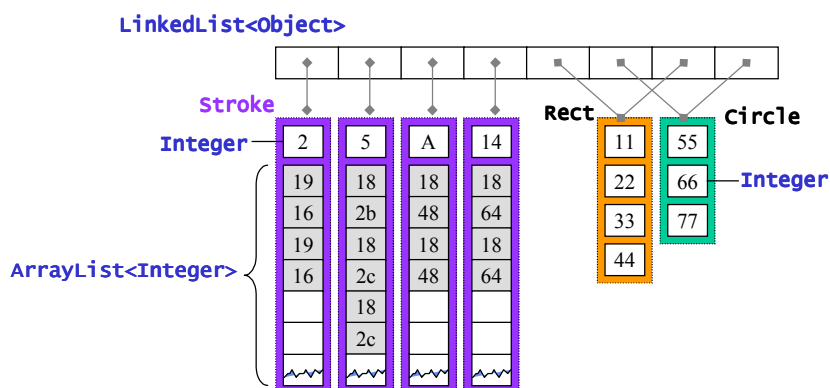 LinkedList<Object>
Stroke
Rect
Circle
Integer
2 5 A 14 11 55
19 18 18 18 22 66
Integer
16 2b 48 64 33 77
19 18 18 18 44
ArrayList<Integer>
16 2c 48 64
18
2c